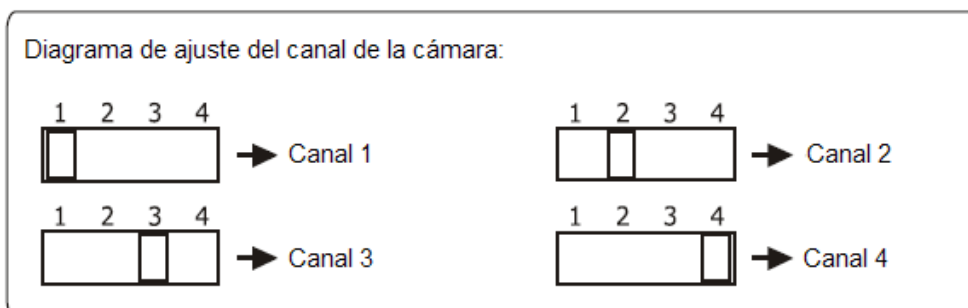 Diagrama de ajuste del canal de la cámara:
1 2 3 4
Canal 1
1 2 3 4
Canal 2
1 2 3 4
Canal 3
1 2 3 4
Canal 4